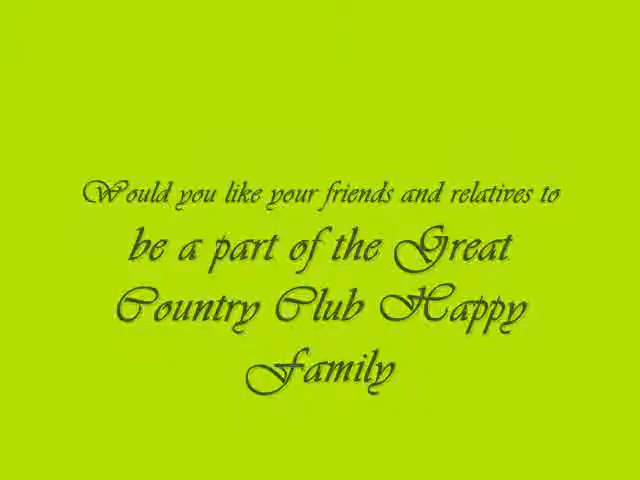 Would you like your friends and relatives to
be a part of the Great
Country Club Happy
Family